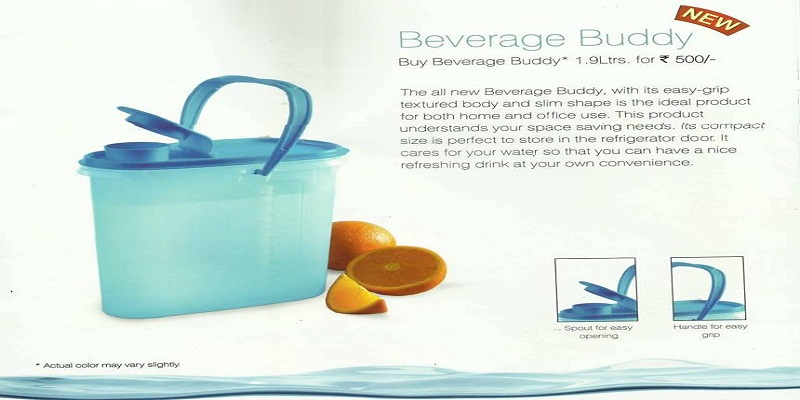 NEW
Beverage Buddy
Buy Beverage Buddy* 1.9Ltrs. for ₹ 500/-
The all new Beverage Buddy, with its easy-grip
textured body and slim shape is the ideal product
for both home and office use. This product
understands your space saving needs. Its compact
size is perfect to store in the refrigerator door. It
cares for your water so that you can have a nice
refreshing drink at your own convenience.
Spout for easy
opening
Handle for easy
grip
* Actual color may vary slightly.